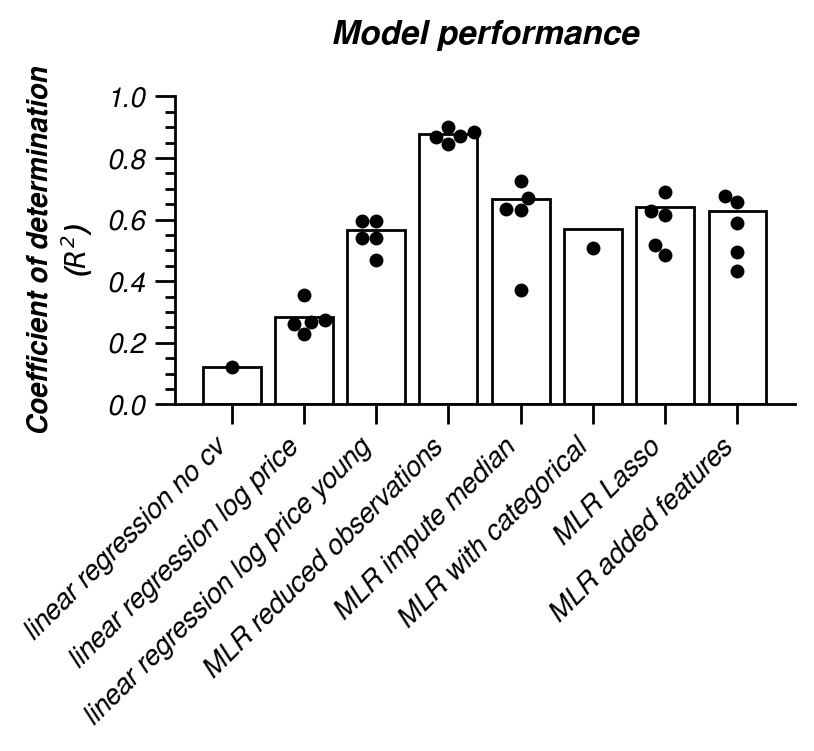 Model performance
Coefficient of determination
(R²)
1.0
0.8
0.6
0.4
0.2
0.0
linear regression no cv
linear regression log price
linear regression log price young
MLR reduced observations
MLR impute median
MLR with categorical
MLR Lasso
MLR added features